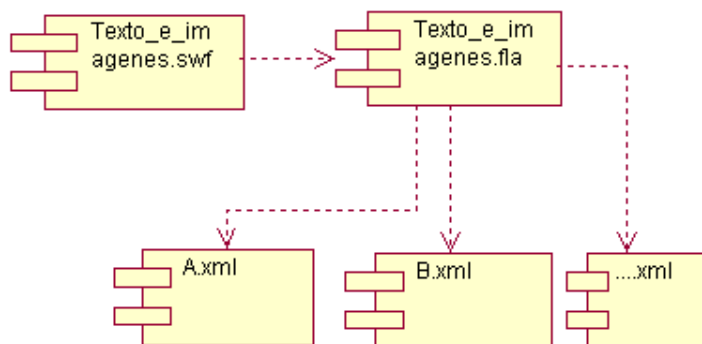 Texto_e_im
agenes.swf
Texto_e_im
agenes.fla
A.xml
B.xml
....xml